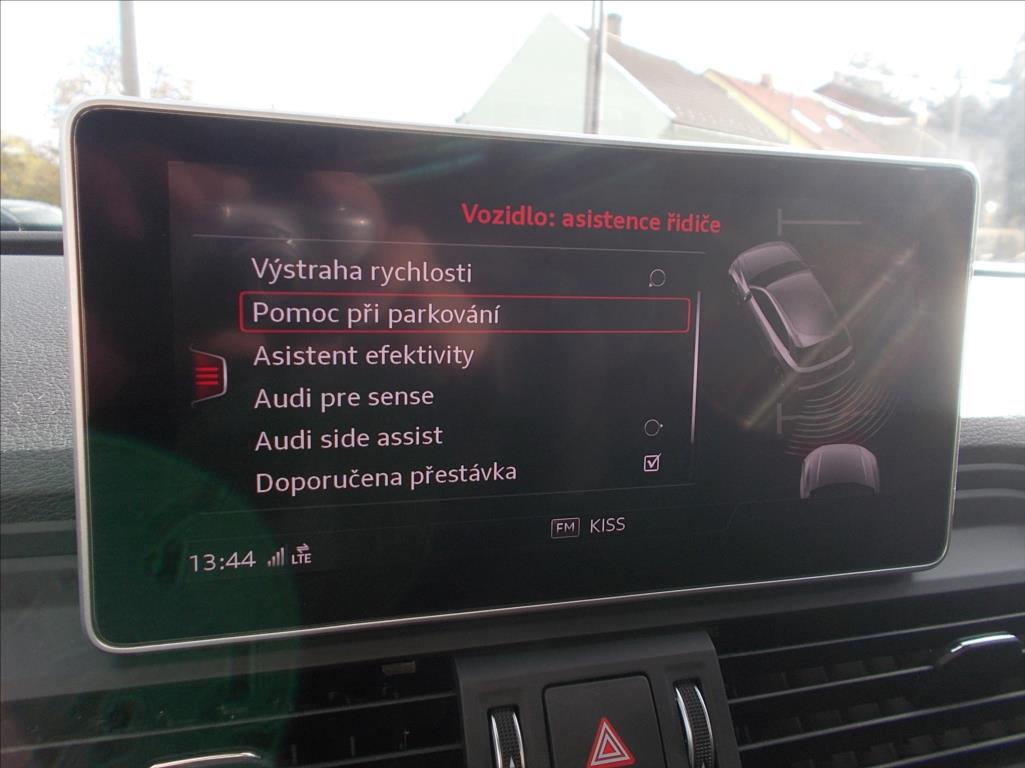 Vozidlo: asistence řidiče
Výstraha rychlosti
Pomoc při parkování
Asistent efektivity
Audi pre sense
Audi side assist
Doporučena přestávka
FM KISS
13:44 LTE